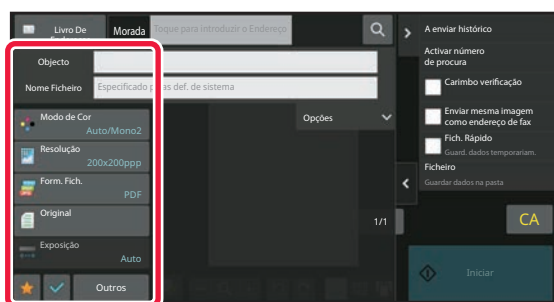 Livro De
Endereços
Morada
Toque para introduzir o Endereço
Objecto
Nome Ficheiro
Especificado pelas def. de sistema
Modo de Cor
Auto/Mono2
Resolução
200x200ppp
Form. Fich.
PDF
Original
Exposição
Auto
Outros
Opções
1/1
A enviar histórico
Activar número
de procura
Carimbo verificação
Enviar mesma imagem
como endereço de fax
Fich. Rápido
Guard. dados temporariam.
Ficheiro
Guardar dados na pasta
CA
Iniciar